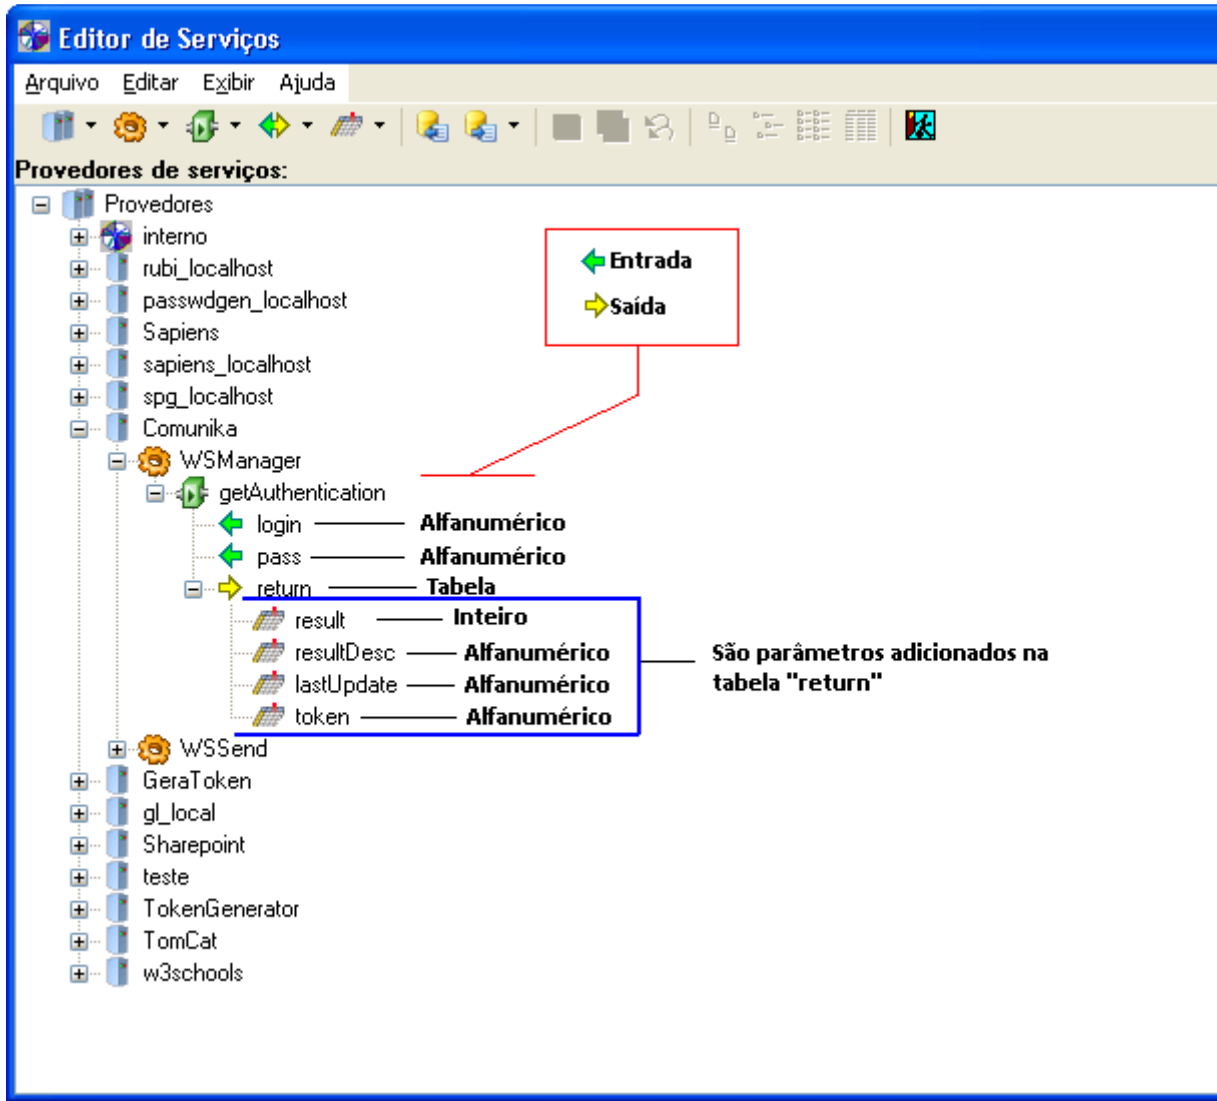 Editor de Serviços
Arquivo Editar Exibir Ajuda
Provedores de serviços:
Provedores
interno
rubi_localhost
passwdgen_localhost
Sapiens
sapiens_localhost
spg_localhost
Comunika
Entrada
Saída
WSManager
getAuthentication
login Alfanumérico
pass Alfanumérico
return Tabela
result Inteiro
resultDesc Alfanumérico
lastUpdate Alfanumérico
token Alfanumérico
São parâmetros adicionados na
tabela "return"
WSSend
GeraToken
gl_local
Sharepoint
teste
TokenGenerator
TomCat
w3schools